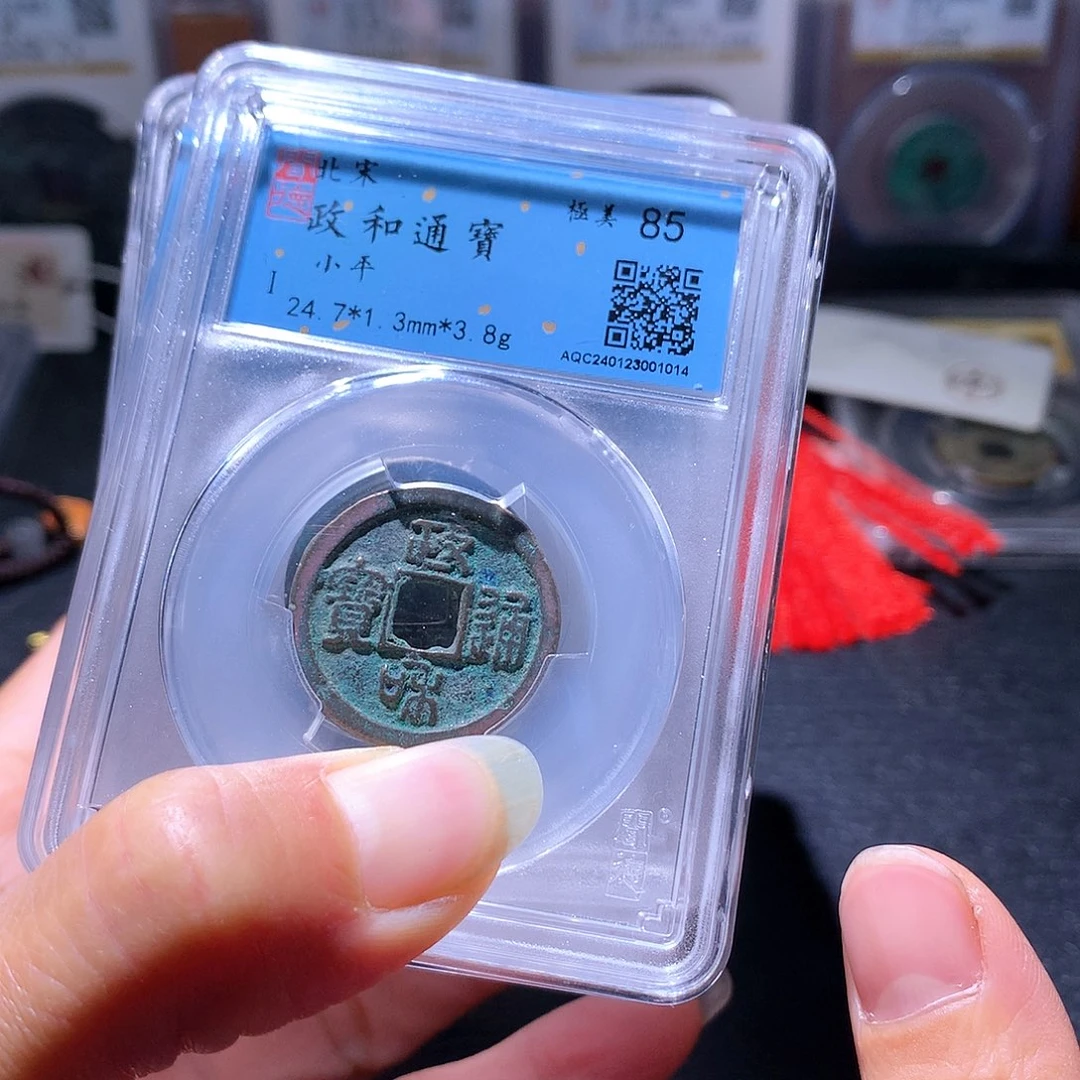 北宋
政和通寶
極美 85
小平
24.7*1.3mm*3.8g
AQC240123001014
政
寶 通
和